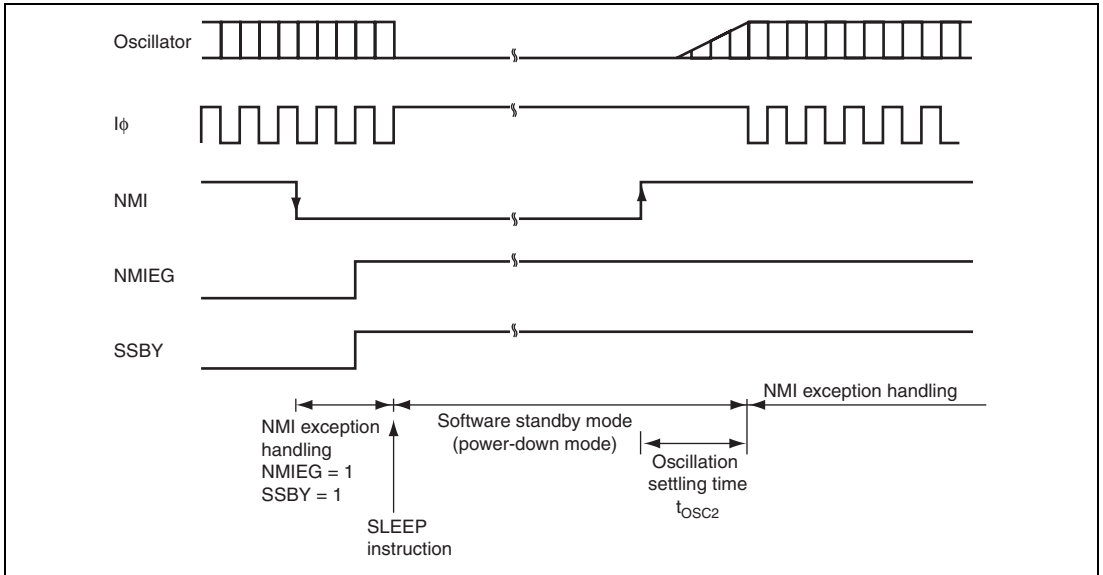 Oscillator
Iϕ
NMI
NMIEG
SSBY
NMI exception handling
NMI exception
handling
NMIEG = 1
SSBY = 1
Software standby mode
(power-down mode)
Oscillation
settling time
tOSC2
SLEEP
instruction